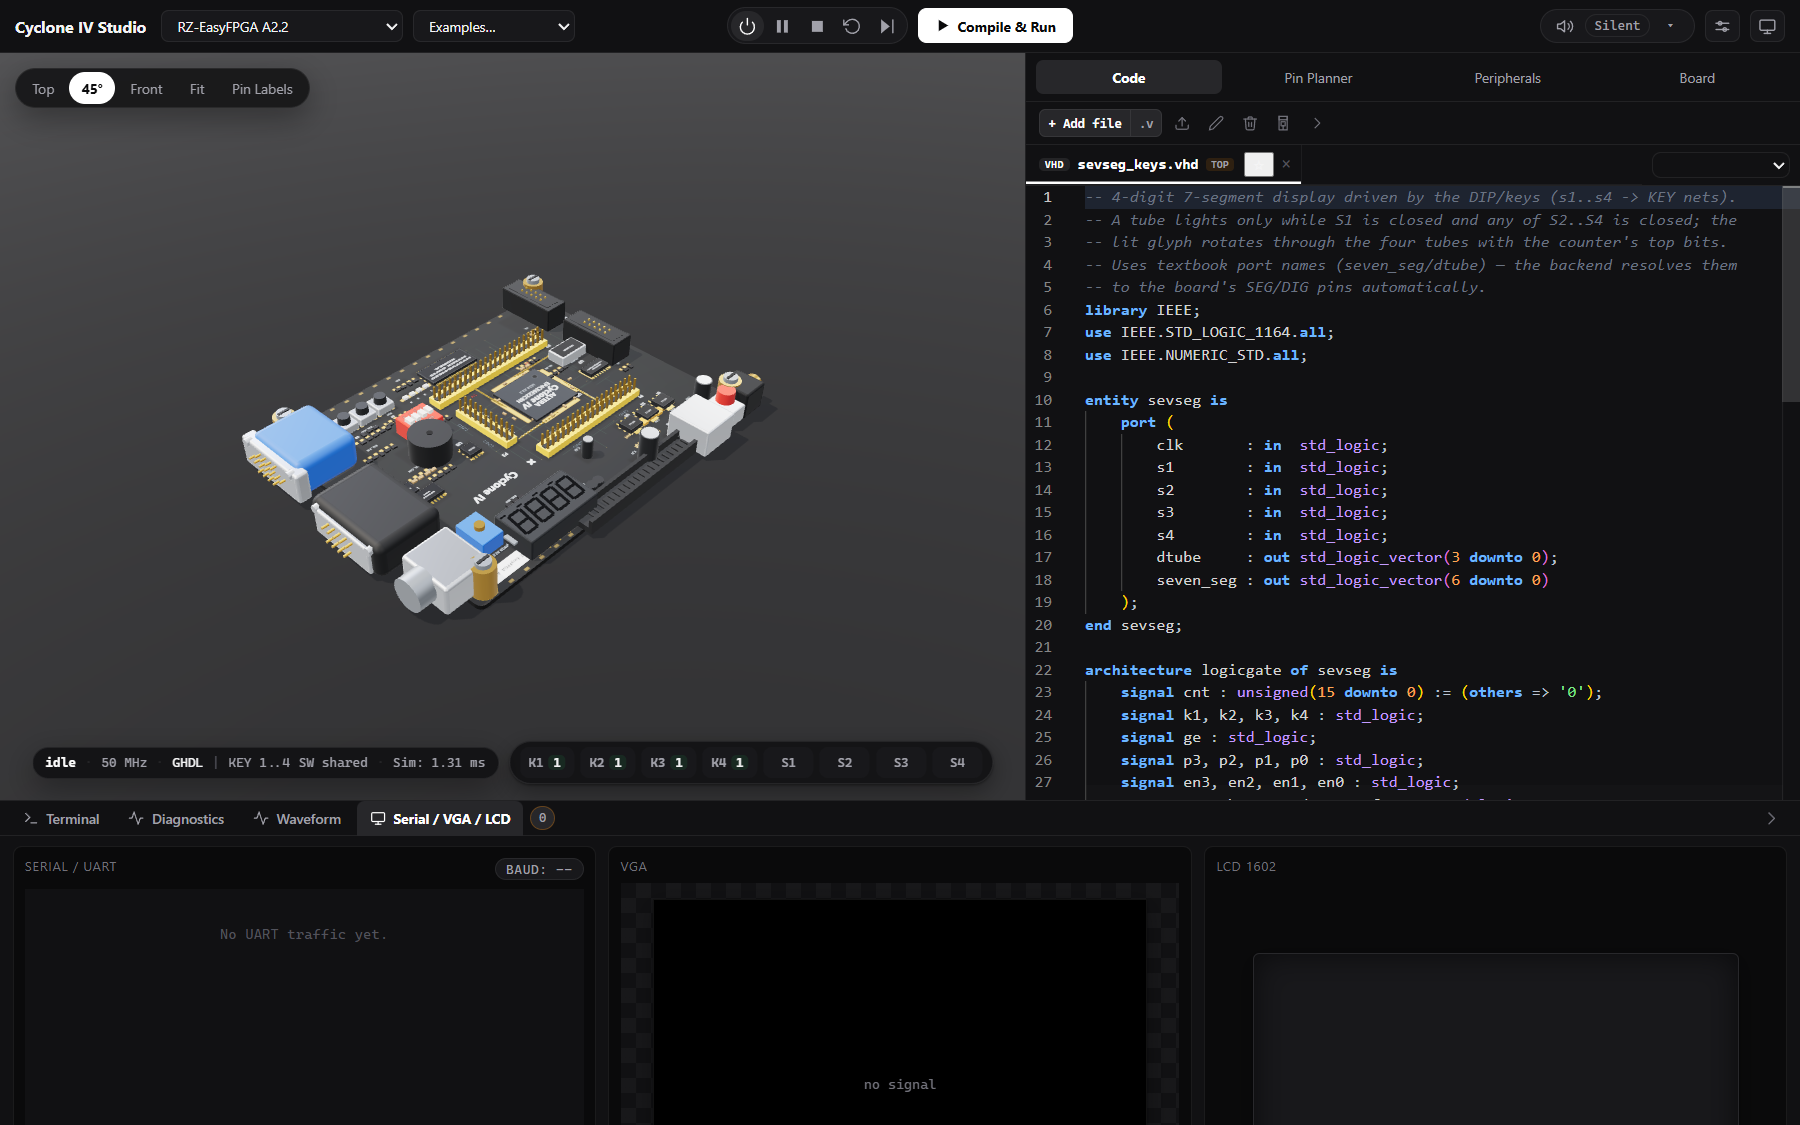 Cyclone IV Studio
RZ-EasyFPGA A2.2
Examples...
Compile & Run
Silent
Top
45°
Front
Fit
Pin Labels
Code
Pin Planner
Peripherals
Board
+ Add file
.v
VHD sevseg_keys.vhd TOP ×
1 -- 4-digit 7-segment display driven by the DIP/keys (s1..s4 -> KEY nets).
2 -- A tube lights only while S1 is closed and any of S2..S4 is closed; the
3 -- lit glyph rotates through the four tubes with the counter's top bits.
4 -- Uses textbook port names (seven_seg/dtube) — the backend resolves them
5 -- to the board's SEG/DIG pins automatically.
6 library IEEE;
7 use IEEE.STD_LOGIC_1164.all;
8 use IEEE.NUMERIC_STD.all;
9
10 entity sevseg is
11 port (
12 clk : in std_logic;
13 s1 : in std_logic;
14 s2 : in std_logic;
15 s3 : in std_logic;
16 s4 : in std_logic;
17 dtube : out std_logic_vector(3 downto 0);
18 seven_seg : out std_logic_vector(6 downto 0)
19 );
20 end sevseg;
21
22 architecture logicgate of sevseg is
23 signal cnt : unsigned(15 downto 0) := (others => '0');
24 signal k1, k2, k3, k4 : std_logic;
25 signal ge : std_logic;
26 signal p3, p2, p1, p0 : std_logic;
27 signal en3, en2, en1, en0 : std_logic;
Cyclone IV
idle · 50 MHz · GHDL | KEY 1..4 SW shared · Sim: 1.31 ms
K1 1 K2 1 K3 1 K4 1 S1 S2 S3 S4
Terminal
Diagnostics
Waveform
Serial / VGA / LCD
0
SERIAL / UART
BAUD: --
No UART traffic yet.
VGA
no signal
LCD 1602